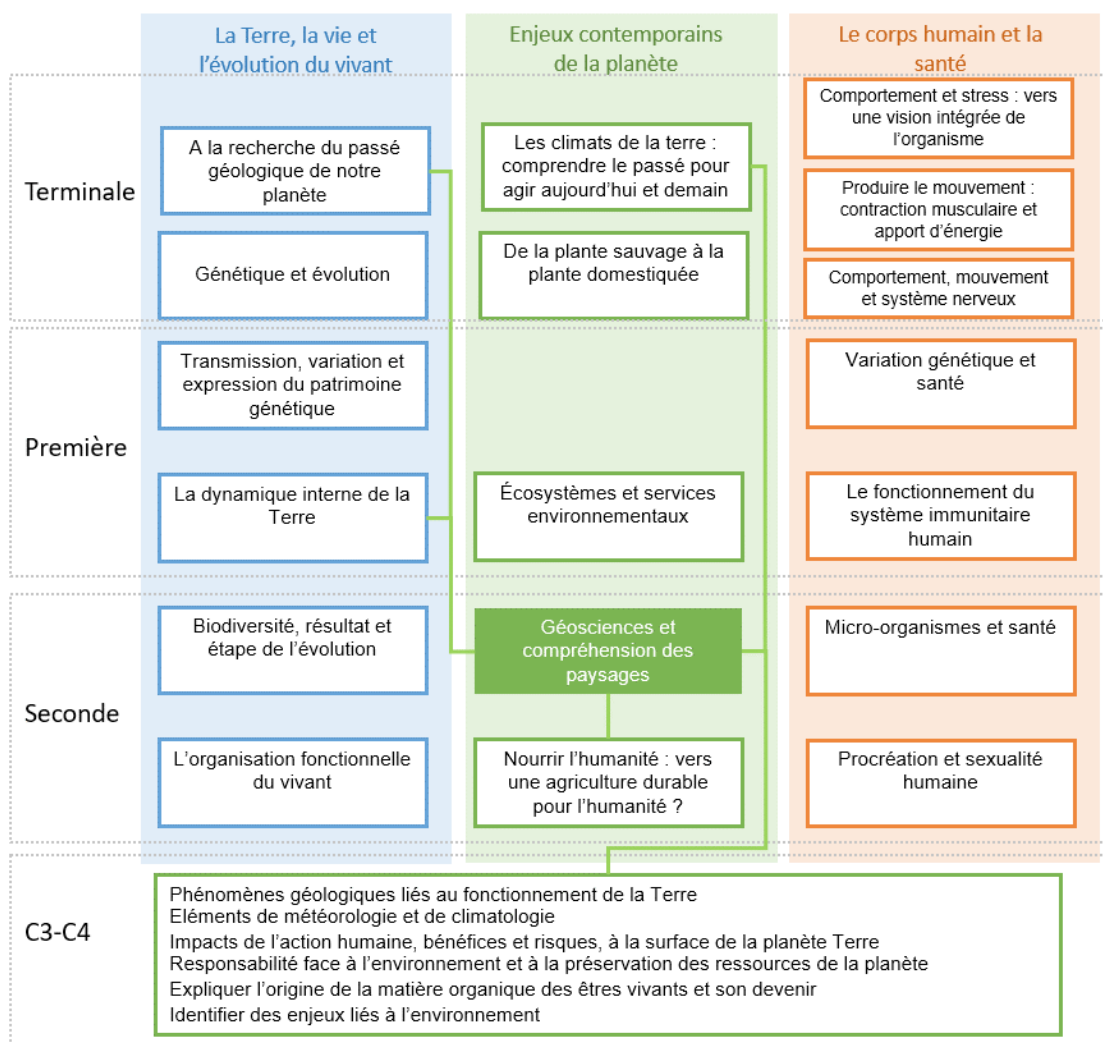 La Terre, la vie et
l’évolution du vivant
Enjeux contemporains
de la planète
Le corps humain et la
santé
Terminale
A la recherche du passé
géologique de notre
planète
Génétique et évolution
Les climats de la terre :
comprendre le passé pour
agir aujourd’hui et demain
De la plante sauvage à la
plante domestiquée
Comportement et stress : vers
une vision intégrée de
l’organisme
Produire le mouvement :
contraction musculaire et
apport d’énergie
Comportement, mouvement
et système nerveux
Première
Transmission, variation et
expression du patrimoine
génétique
La dynamique interne de la
Terre
Écosystèmes et services
environnementaux
Variation génétique et
santé
Le fonctionnement du
système immunitaire
humain
Seconde
Biodiversité, résultat et
étape de l’évolution
L’organisation fonctionnelle
du vivant
Géosciences et
compréhension des
paysages
Nourrir l’humanité : vers
une agriculture durable
pour l’humanité ?
Micro-organismes et santé
Procréation et sexualité
humaine
C3-C4
Phénomènes géologiques liés au fonctionnement de la Terre
Eléments de météorologie et de climatologie
Impacts de l’action humaine, bénéfices et risques, à la surface de la planète Terre
Responsabilité face à l’environnement et à la préservation des ressources de la planète
Expliquer l’origine de la matière organique des êtres vivants et son devenir
Identifier des enjeux liés à l’environnement